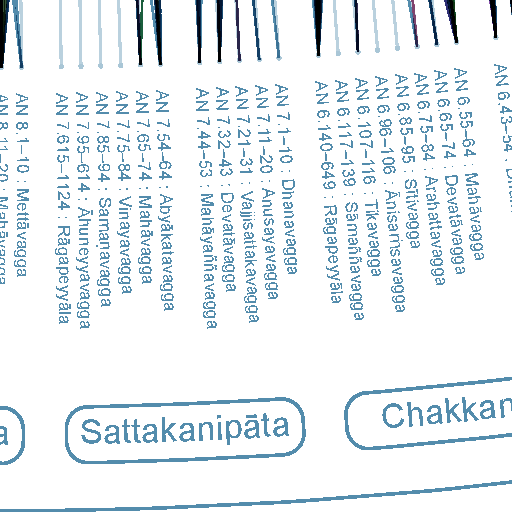 AN 8.11–20 : Mahāvagga
AN 8.1–10 : Mettāvagga
AN 7.615–1124 : Rāgapeyyāla
AN 7.95–614 : Āhuneyyavagga
AN 7.85–94 : Samaṇavagga
AN 7.75–84 : Vinayavagga
AN 7.65–74 : Mahāvagga
AN 7.54–64 : Abyākatavagga
AN 7.44–53 : Mahāyaññavagga
AN 7.32–43 : Devatāvagga
AN 7.21–31 : Vajjisattakavagga
AN 7.11–20 : Anusayavagga
AN 7.1–10 : Dhanavagga
AN 6.140–649 : Rāgapeyyāla
AN 6.117–139 : Sāmaññavagga
AN 6.107–116 : Tikavagga
AN 6.96–106 : Ānisaṁsavagga
AN 6.85–95 : Sītivagga
AN 6.75–84 : Arahattavagga
AN 6.65–74 : Devatāvagga
AN 6.55–64 : Mahāvagga
AN 6.43–54 :
a
Sattakanipāta
Chakkan